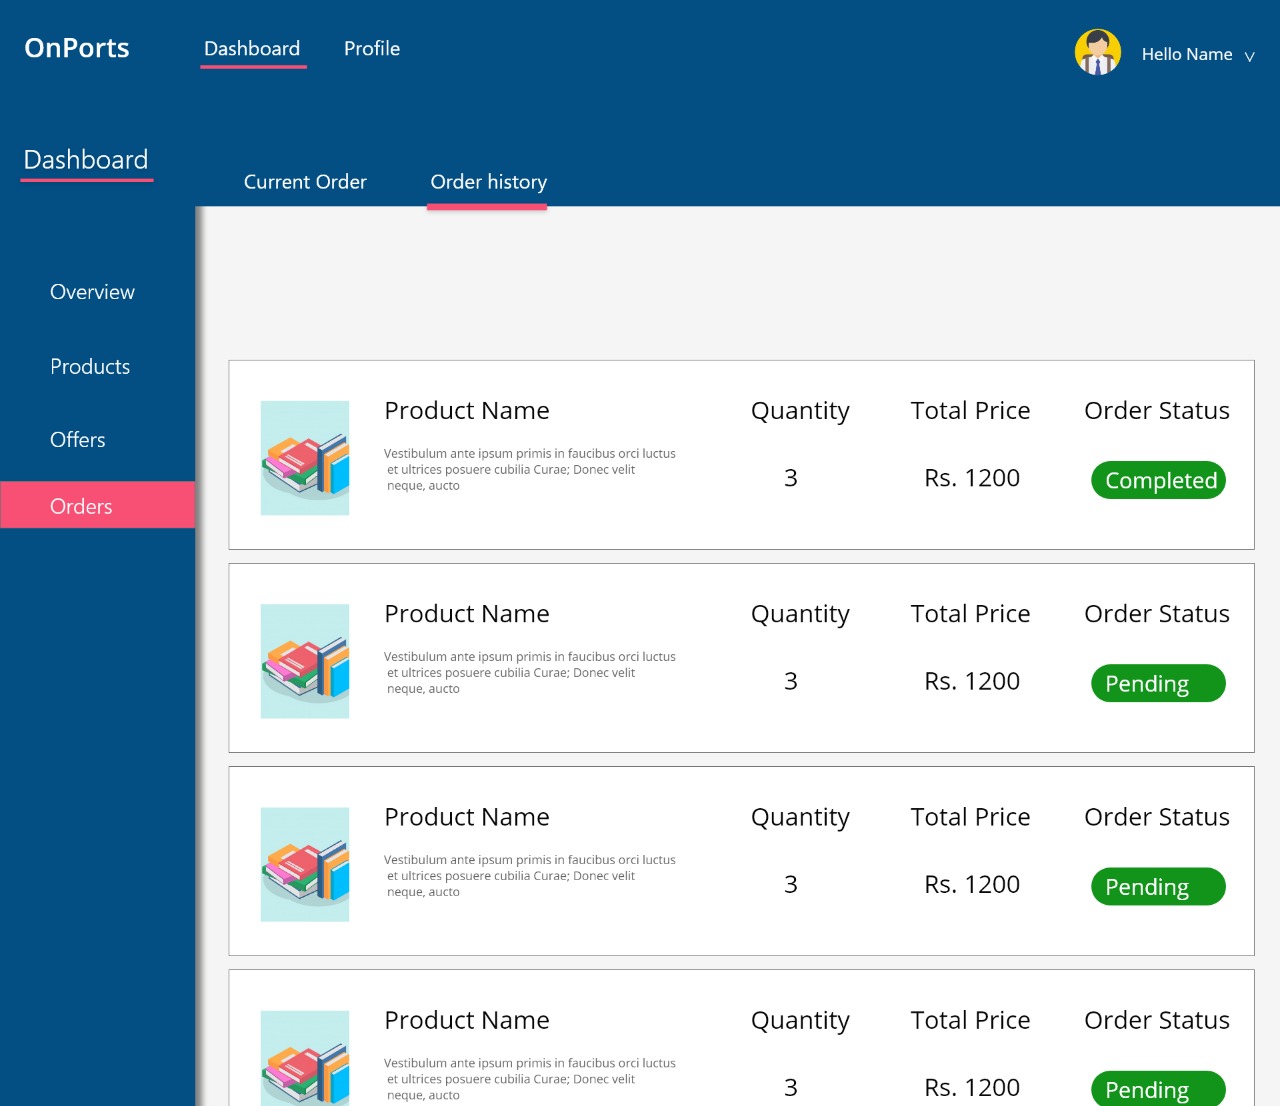 OnPorts
Dashboard
Profile
Hello Name
Dashboard
Current Order
Order history
Overview
Products
Offers
Orders
Product Name
Quantity
Total Price
Order Status
Vestibulum ante ipsum primis in faucibus orci luctus
et ultrices posuere cubilia Curae; Donec velit
neque, aucto
3
Rs. 1200
Completed
Product Name
Quantity
Total Price
Order Status
Vestibulum ante ipsum primis in faucibus orci luctus
et ultrices posuere cubilia Curae; Donec velit
neque, aucto
3
Rs. 1200
Pending
Product Name
Quantity
Total Price
Order Status
Vestibulum ante ipsum primis in faucibus orci luctus
et ultrices posuere cubilia Curae; Donec velit
neque, aucto
3
Rs. 1200
Pending
Product Name
Quantity
Total Price
Order Status
Vestibulum ante ipsum primis in faucibus orci luctus
et ultrices posuere cubilia Curae; Donec velit
neque, aucto
3
Rs. 1200
Pending